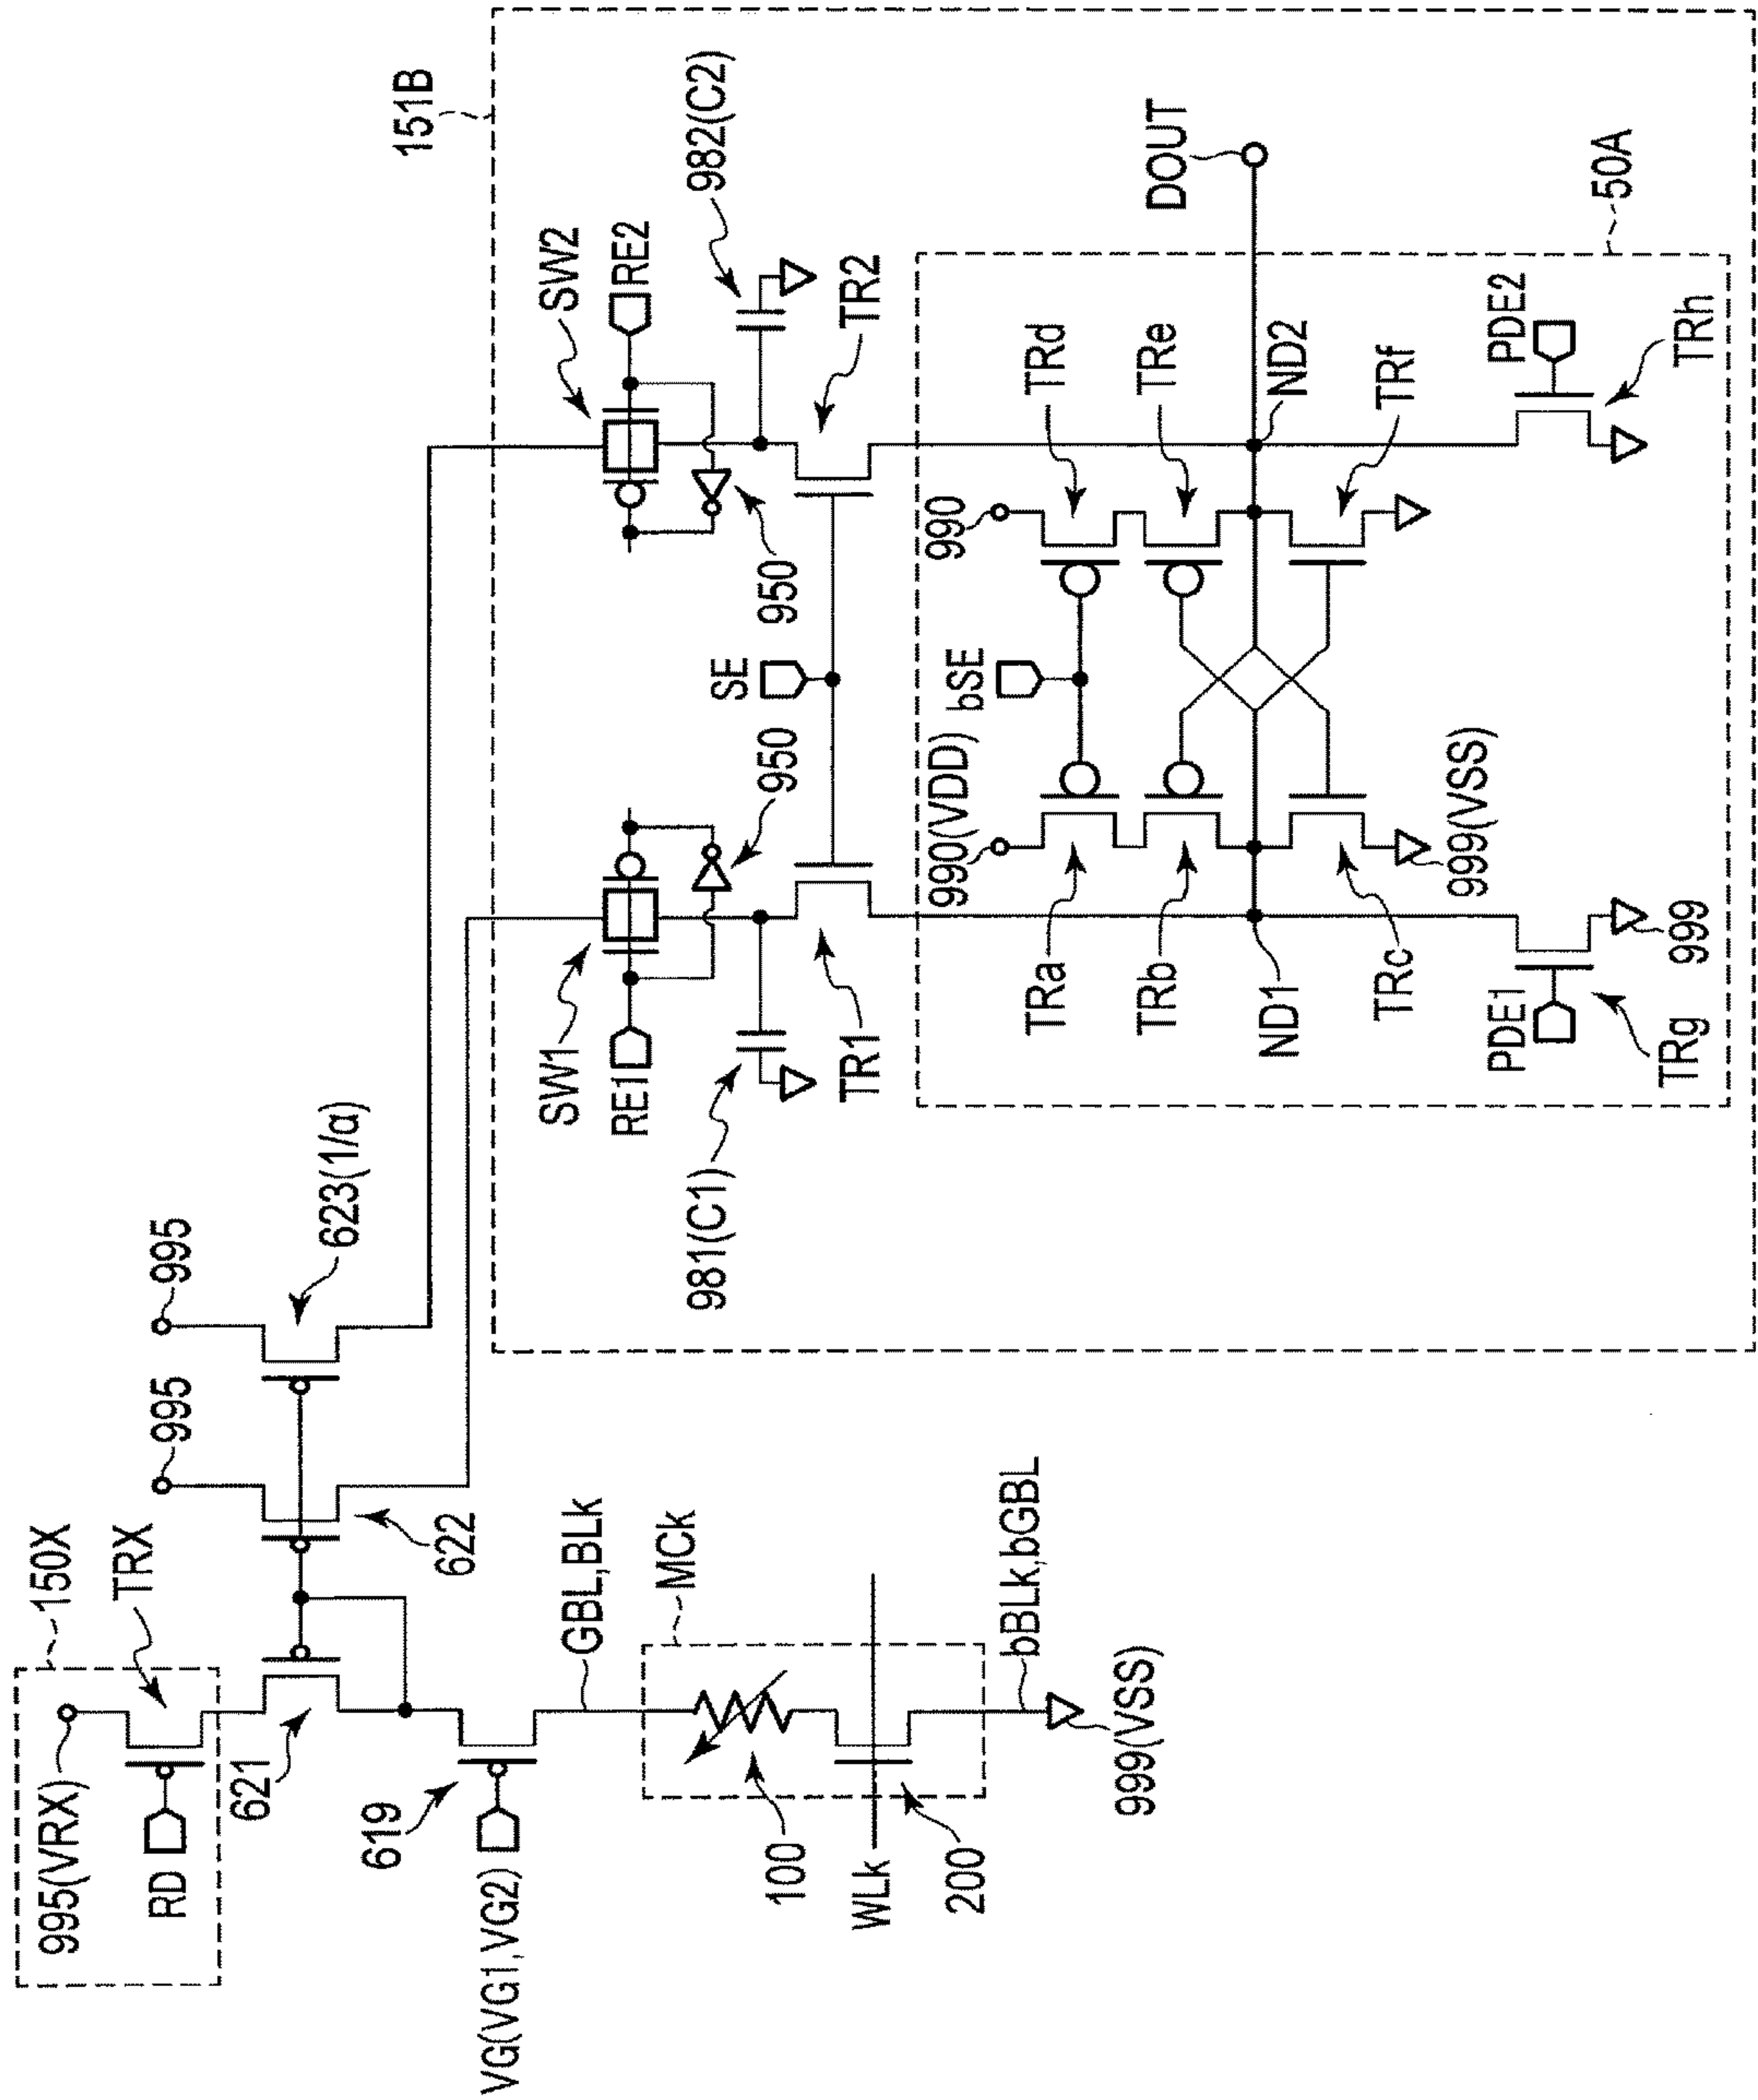 150X
995(VRX)
TRX
RD
621
995
995
622
623(1/α)
619
VG(VG1,VG2)
GBL,BLk
MCk
100
WLk
200
bBLk,bGBL
999(VSS)
151B
SW1
RE1
SW2
RE2
950
950
981(C1)
982(C2)
SE
TR1
TR2
50A
990(VDD)
990
bSE
TRa
TRb
TRc
TRd
TRe
TRf
999(VSS)
ND1
ND2
DOUT
PDE1
PDE2
TRg
TRh
999